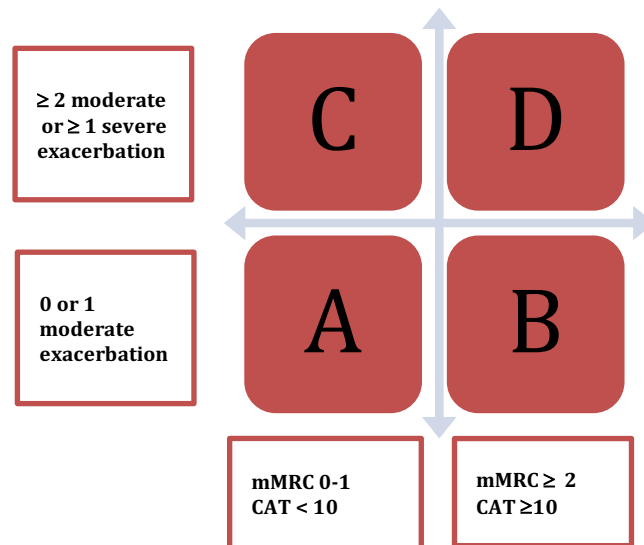 ≥ 2 moderate
or ≥ 1 severe
exacerbation
C
D
0 or 1
moderate
exacerbation
A
B
mMRC 0-1
CAT < 10
mMRC ≥ 2
CAT ≥10